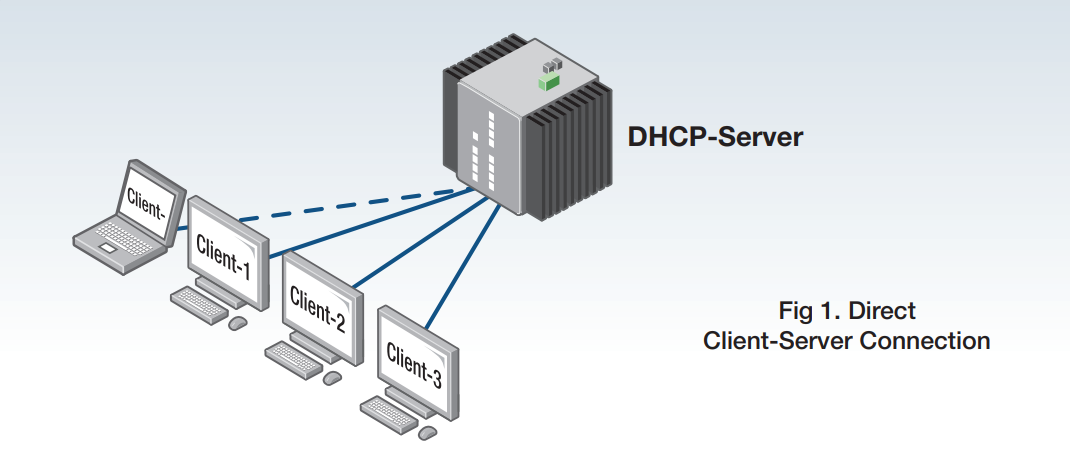 DHCP-Server
Client-
Client-1
Client-2
Client-3
Fig 1. Direct
Client-Server Connection